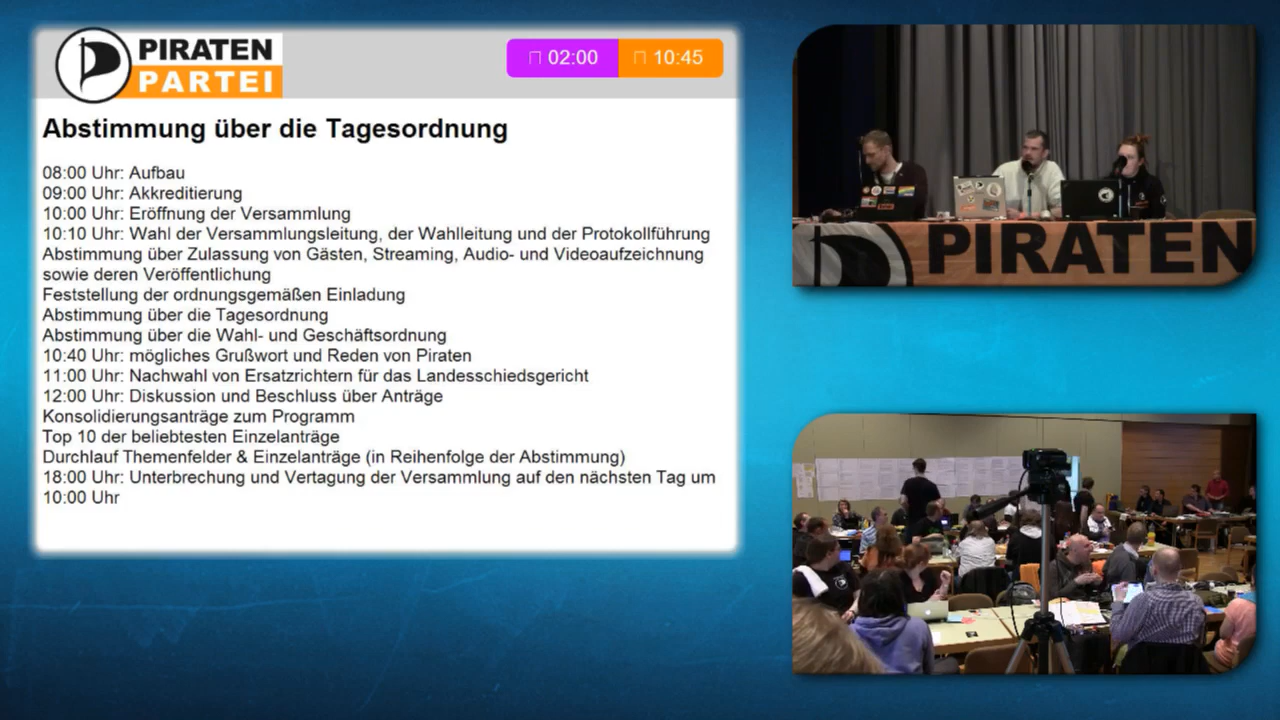 PIRATEN
PARTEI
02:00
10:45
Abstimmung über die Tagesordnung
08:00 Uhr: Aufbau
09:00 Uhr: Akkreditierung
10:00 Uhr: Eröffnung der Versammlung
10:10 Uhr: Wahl der Versammlungsleitung, der Wahlleitung und der Protokollführung
Abstimmung über Zulassung von Gästen, Streaming, Audio- und Videoaufzeichnung
sowie deren Veröffentlichung
Feststellung der ordnungsgemäßen Einladung
Abstimmung über die Tagesordnung
Abstimmung über die Wahl- und Geschäftsordnung
10:40 Uhr: mögliches Grußwort und Reden von Piraten
11:00 Uhr: Nachwahl von Ersatzrichtern für das Landesschiedsgericht
12:00 Uhr: Diskussion und Beschluss über Anträge
Konsolidierungsanträge zum Programm
Top 10 der beliebtesten Einzelanträge
Durchlauf Themenfelder & Einzelanträge (in Reihenfolge der Abstimmung)
18:00 Uhr: Unterbrechung und Vertagung der Versammlung auf den nächsten Tag um
10:00 Uhr
PIRATEN